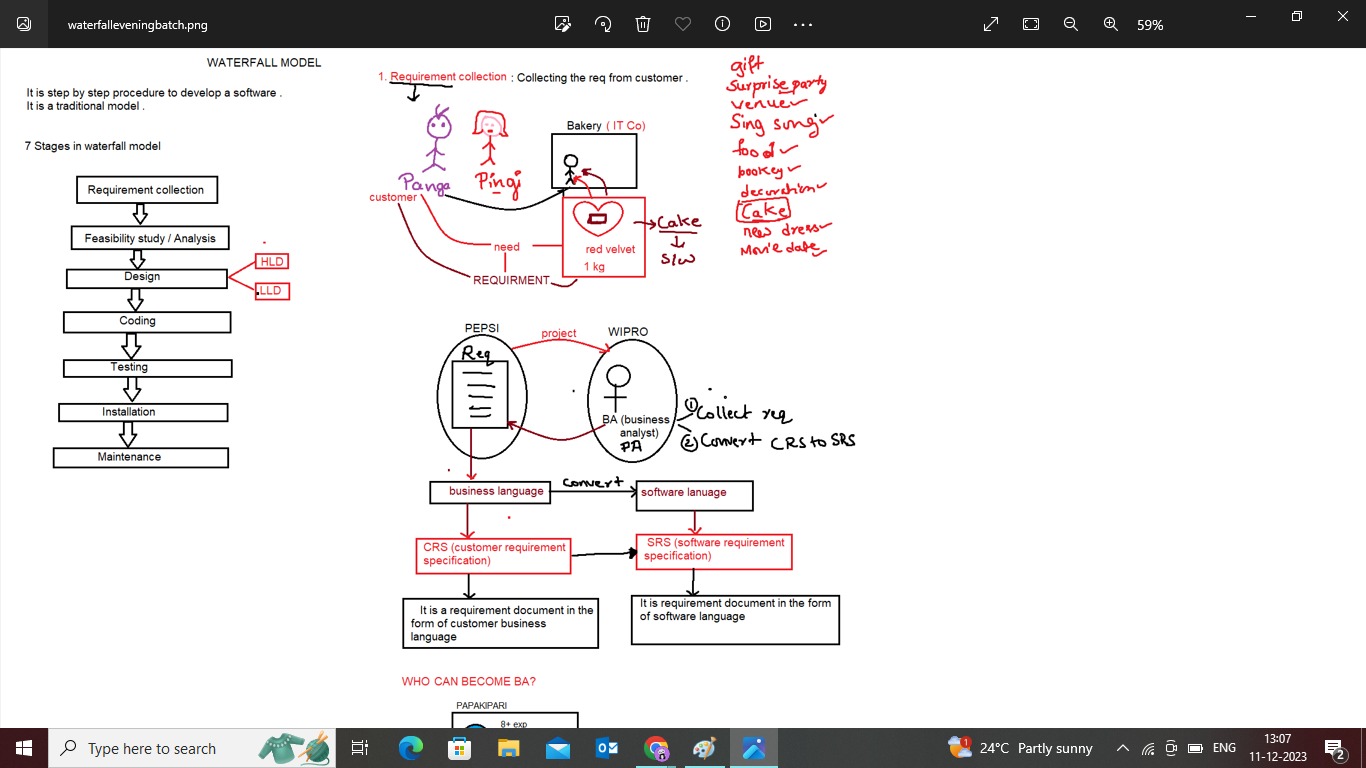 waterfalleveningbatch.png
59%
WATERFALL MODEL
It is step by step procedure to develop a software .
It is a traditional model .
7 Stages in waterfall model
Requirement collection
Feasibility study / Analysis
Design
HLD
LLD
Coding
Testing
Installation
Maintenance
1. Requirement collection : Collecting the req from customer .
Panga
Pingi
customer
Bakery ( IT Co)
need
REQUIRMENT
red velvet
1 kg
Cake
S/W
gift
Surprise party
venue
Sing song
food
bookey
decoration
Cake
new dress
Movie date
PEPSI
project
WIPRO
Req
BA (business
analyst)
PA
① Collect req
② Convert CRS to SRS
business language
Convert
software lanuage
CRS (customer requirement
specification)
SRS (software requirement
specification)
It is a requirement document in the
form of customer business
language
It is requirement document in the form
of software language
WHO CAN BECOME BA?
PAPAKIPARI
8+ exp
Type here to search
1
24°C Partly sunny
ENG
13:07
11-12-2023
2